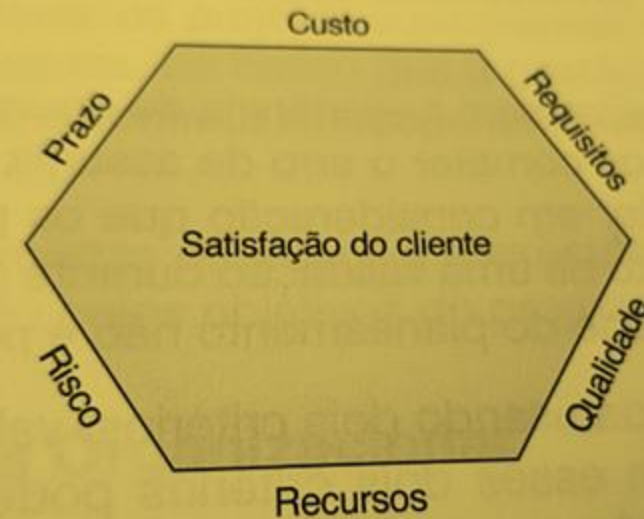 Custo
Prazo
Requisitos
Satisfação do cliente
Risco
Qualidade
Recursos